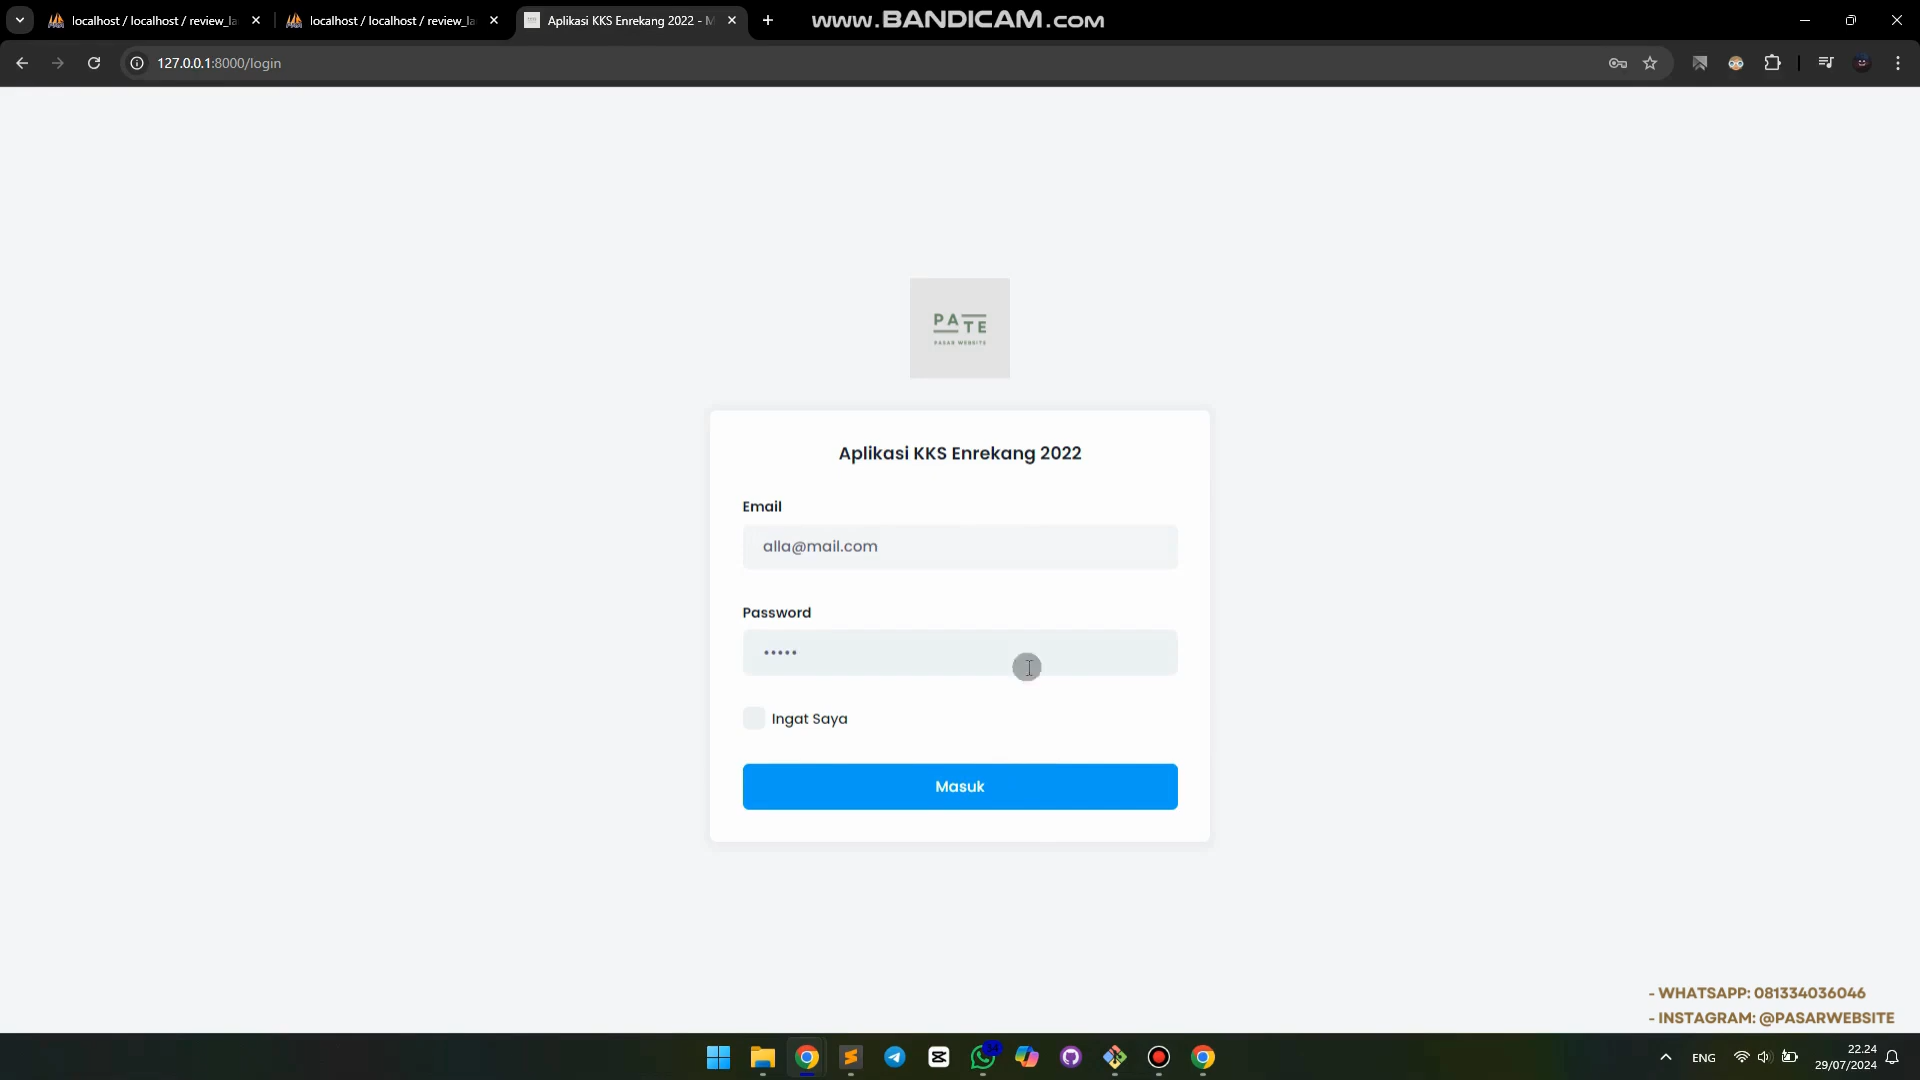 localhost / localhost / review_la
localhost / localhost / review_la
Aplikasi KKS Enrekang 2022 - M
www.BANDICAM.com
127.0.0.1:8000/login
PATE
PASAR WEBSITE
Aplikasi KKS Enrekang 2022
Email
alla@mail.com
Password
Ingat Saya
Masuk
- WHATSAPP: 081334036046
- INSTAGRAM: @PASARWEBSITE
ENG
22.24
29/07/2024